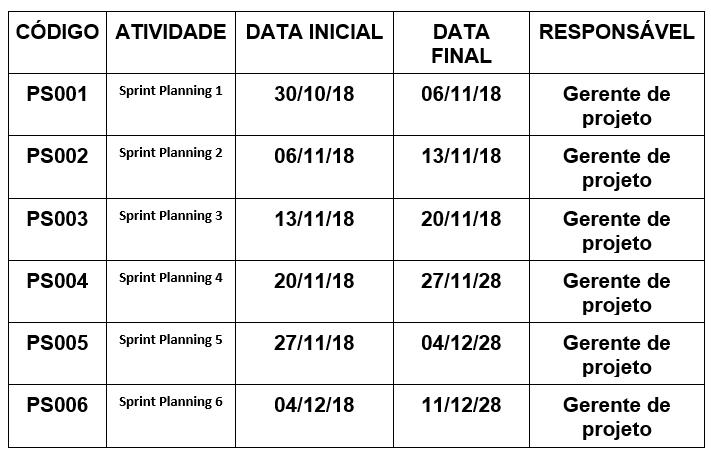 CÓDIGO ATIVIDADE DATA INICIAL DATA FINAL RESPONSÁVEL
PS001 Sprint Planning 1 30/10/18 06/11/18 Gerente de projeto
PS002 Sprint Planning 2 06/11/18 13/11/18 Gerente de projeto
PS003 Sprint Planning 3 13/11/18 20/11/18 Gerente de projeto
PS004 Sprint Planning 4 20/11/18 27/11/28 Gerente de projeto
PS005 Sprint Planning 5 27/11/18 04/12/28 Gerente de projeto
PS006 Sprint Planning 6 04/12/18 11/12/28 Gerente de projeto